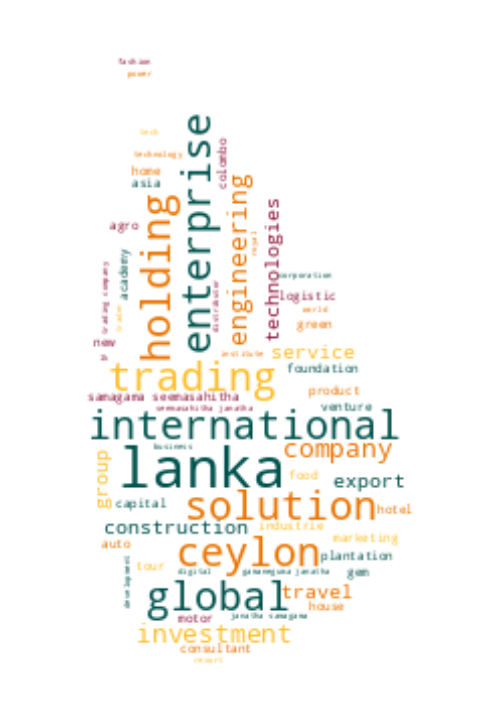 fashion
power
tech
technology
home
asia
enterprise
colombo
holding
engineering
technologies
agro
royal
academy
trading company
trader
distributor
corporation
logistic
world
green
new
institute
service
foundation
trading
product
samagama seemasahitha
seemasahitha janatha
venture
international
business
company
lanka
group
food
export
capital
solution
hotel
construction
industrie
marketing
auto
ceylon
plantation
tour
digital
gamaneguma janatha
gem
development
global
travel
house
motor
janatha samagama
investment
consultant
resort